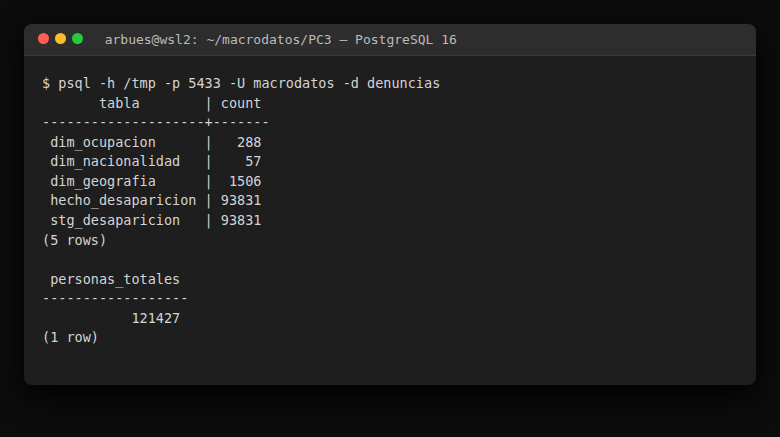 arbues@wsl2: ~/macrodatos/PC3 — PostgreSQL 16
$ psql -h /tmp -p 5433 -U macrodatos -d denuncias
       tabla        | count
--------------------+-------
 dim_ocupacion      |   288
 dim_nacionalidad   |    57
 dim_geografia      |  1506
 hecho_desaparicion | 93831
 stg_desaparicion   | 93831
(5 rows)

 personas_totales
------------------
           121427
(1 row)